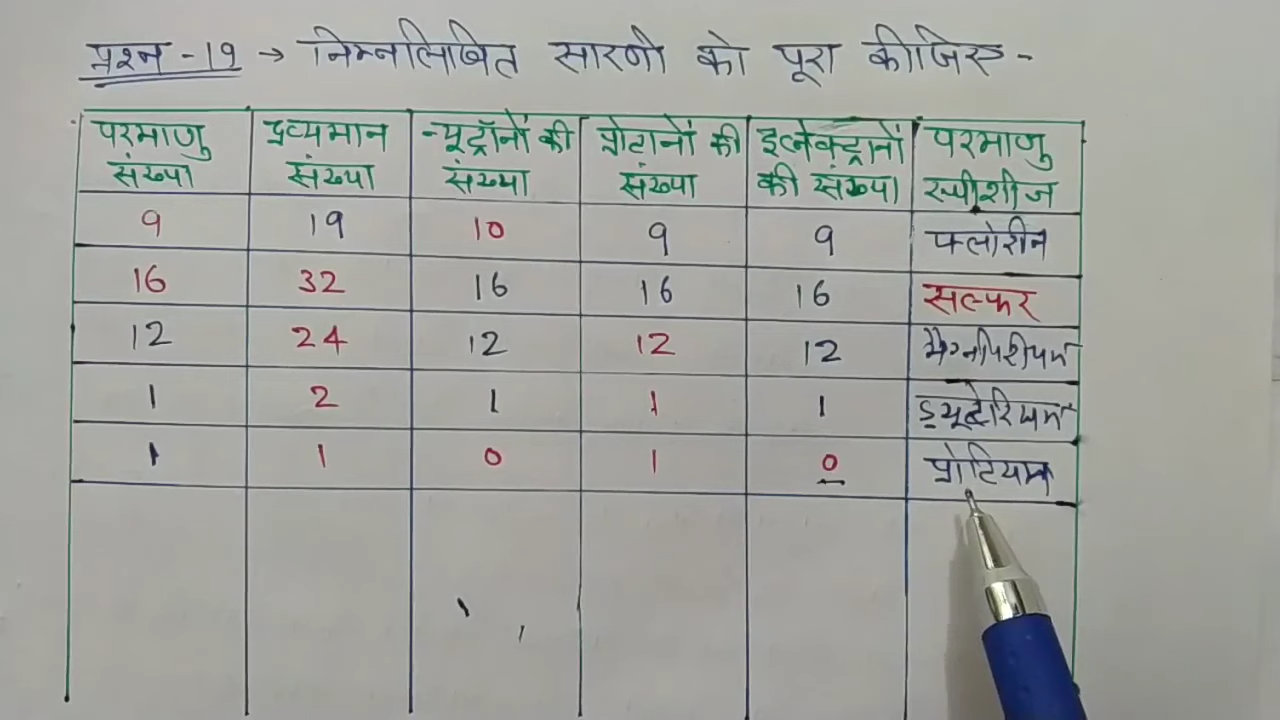 प्रश्न -19 → निम्नलिखित सारणी को पूरा कीजिए -
परमाणु संख्या द्रव्यमान संख्या न्यूट्रॉनों की संख्या प्रोटानों की संख्या इलेक्ट्रानों की संख्या परमाणु स्पीशीज
9 19 10 9 9 फ्लोरीन
16 32 16 16 16 सल्फर
12 24 12 12 12 मैग्नीशियम
1 2 1 1 1 ड्यूटेरियम
1 1 0 1 0 प्रोटियम